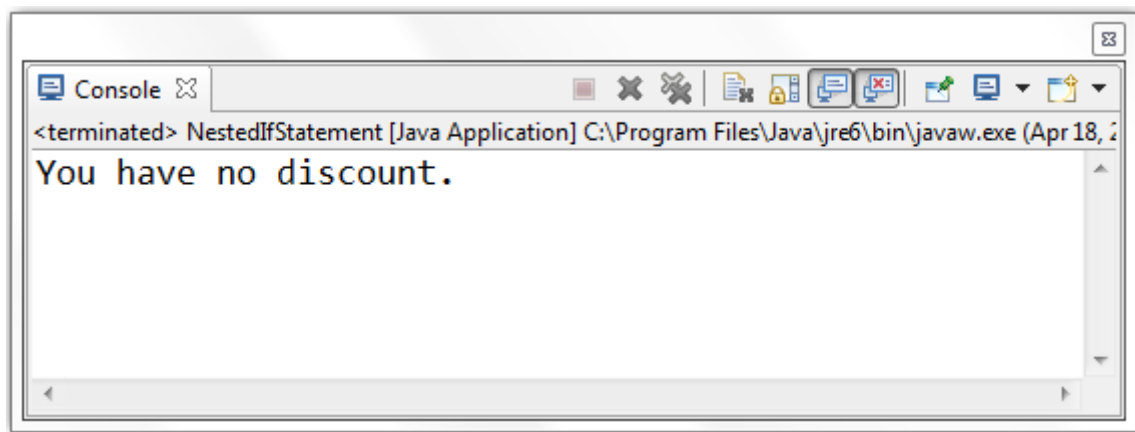 Console
<terminated> NestedIfStatement [Java Application] C:\Program Files\Java\jre6\bin\javaw.exe (Apr 18,
You have no discount.